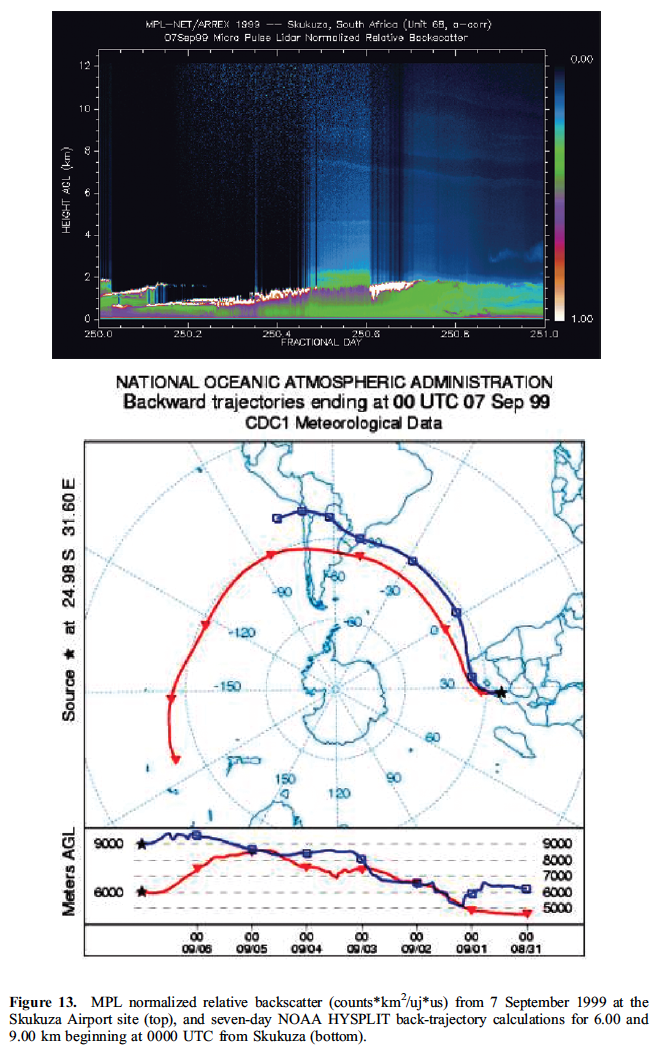 MPL-NET/ARREX 1999 –– Skukuza, South Africa (Unit 68, a-corr)
07Sep99 Micro Pulse Lidar Normalized Relative Backscatter
12
10
8
6
4
2
0
HEIGHT AGL (km)
0.00
1.00
250.0 250.2 250.4 250.6 250.8 251.0
FRACTIONAL DAY
NATIONAL OCEANIC ATMOSPHERIC ADMINISTRATION
Backward trajectories ending at 00 UTC 07 Sep 99
CDC1 Meteorological Data
Source ★ at 24.98 S 31.60 E
-90
-60
-30
-30
-120
-60
0
-150
30
60
150
120
90
Meters AGL
9000
6000
9000
8000
7000
6000
5000
00 00 00 00 00 00 00
09/06 09/05 09/04 09/03 09/02 09/01 08/31
Figure 13. MPL normalized relative backscatter (counts*km²/uj*us) from 7 September 1999 at the
Skukuza Airport site (top), and seven-day NOAA HYSPLIT back-trajectory calculations for 6.00 and
9.00 km beginning at 0000 UTC from Skukuza (bottom).